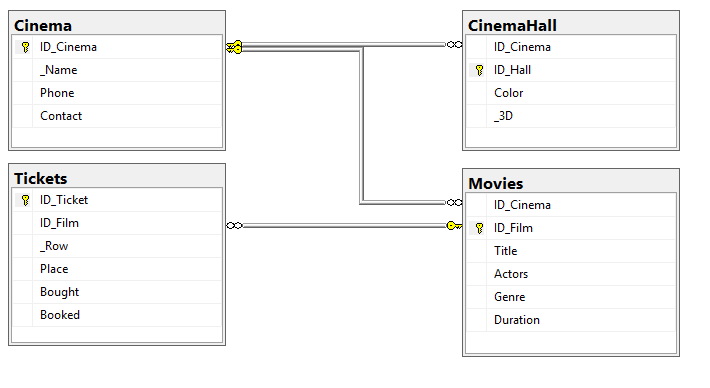 Cinema
ID_Cinema
_Name
Phone
Contact
CinemaHall
ID_Cinema
ID_Hall
Color
_3D
Tickets
ID_Ticket
ID_Film
_Row
Place
Bought
Booked
Movies
ID_Cinema
ID_Film
Title
Actors
Genre
Duration